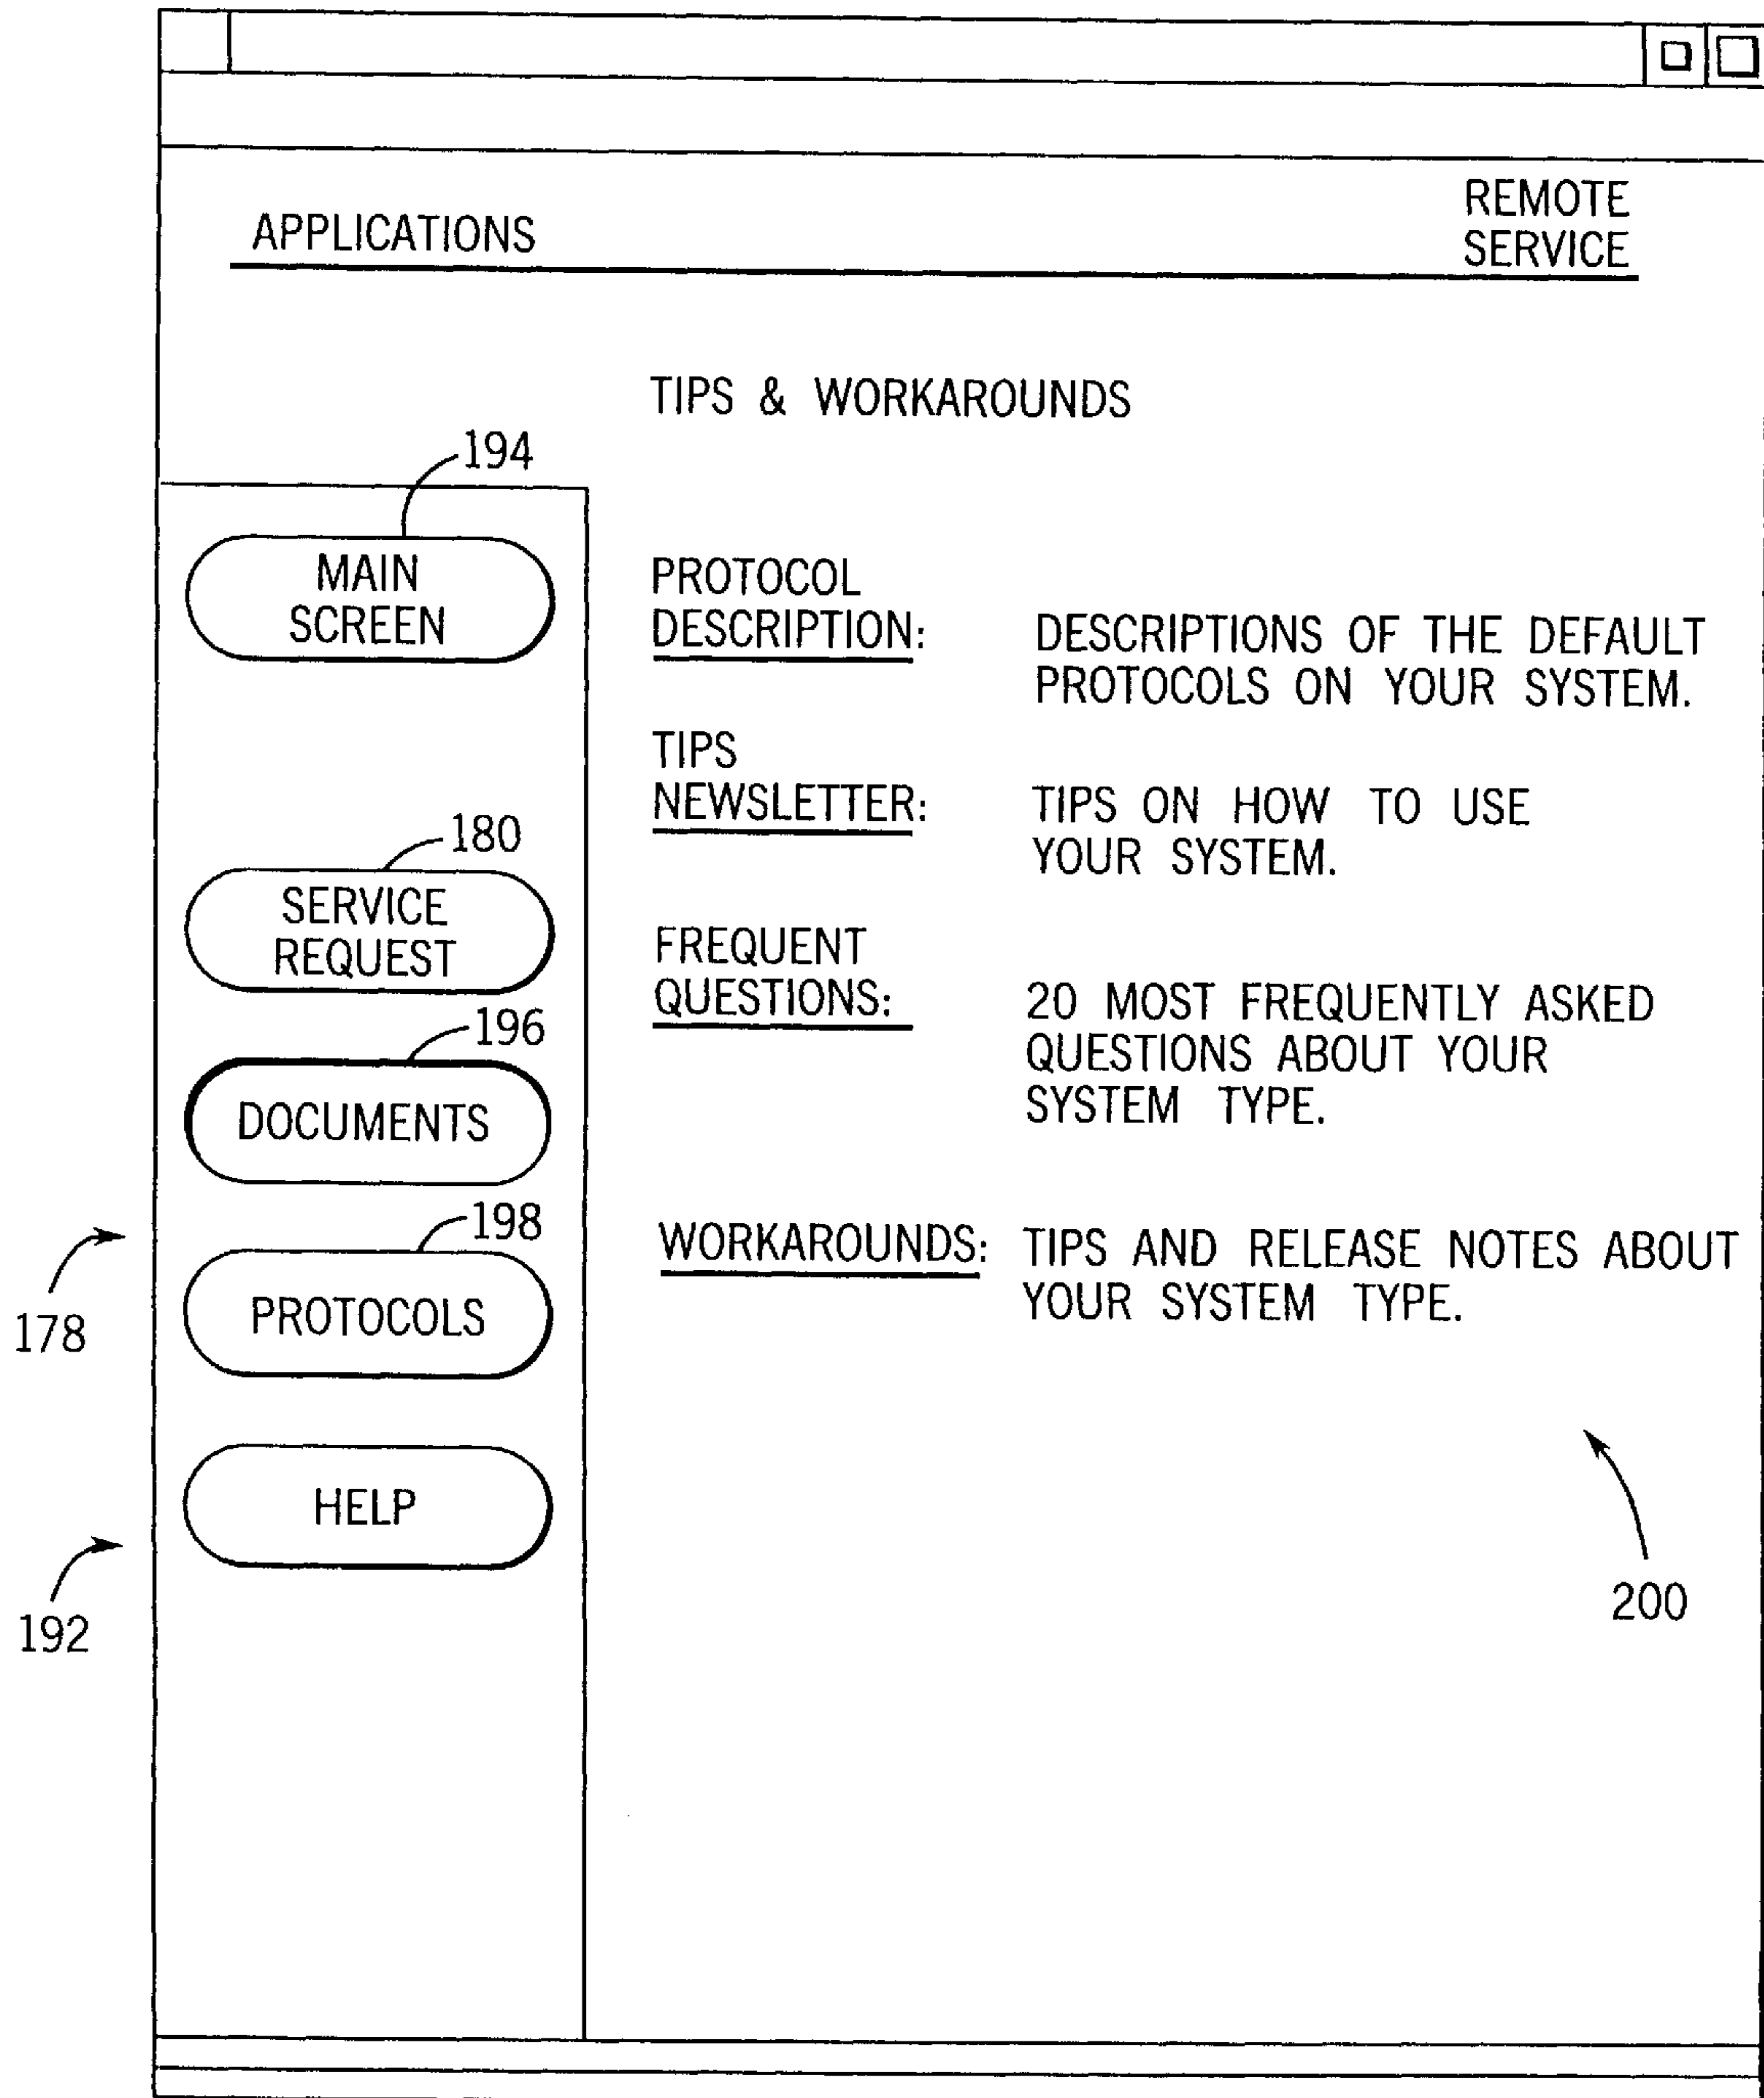 APPLICATIONS
REMOTE
SERVICE
TIPS & WORKAROUNDS
194
MAIN
SCREEN
180
SERVICE
REQUEST
196
DOCUMENTS
198
PROTOCOLS
HELP
178
192
PROTOCOL
DESCRIPTION:
DESCRIPTIONS OF THE DEFAULT
PROTOCOLS ON YOUR SYSTEM.
TIPS
NEWSLETTER:
TIPS ON HOW TO USE
YOUR SYSTEM.
FREQUENT
QUESTIONS:
20 MOST FREQUENTLY ASKED
QUESTIONS ABOUT YOUR
SYSTEM TYPE.
WORKAROUNDS:
TIPS AND RELEASE NOTES ABOUT
YOUR SYSTEM TYPE.
200